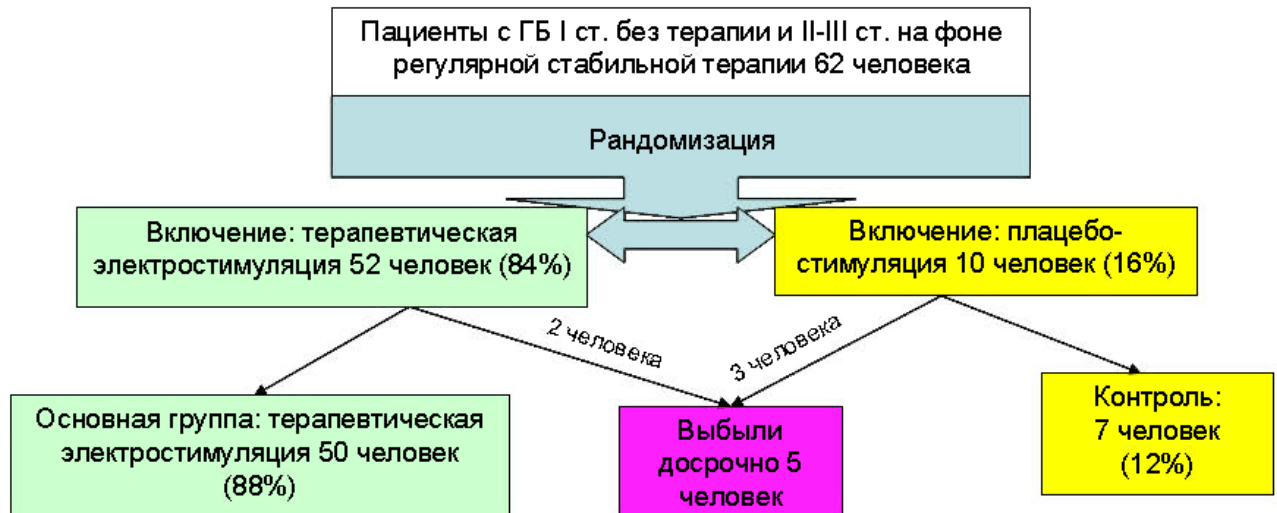 Пациенты с ГБ I ст. без терапии и II-III ст. на фоне
регулярной стабильной терапии 62 человека
Рандомизация
Включение: терапевтическая
электростимуляция 52 человек (84%)
Включение: плацебо-
стимуляция 10 человек (16%)
2 человека
3 человека
Основная группа: терапевтическая
электростимуляция 50 человек
(88%)
Выбыли
досрочно 5
человек
Контроль:
7 человек
(12%)